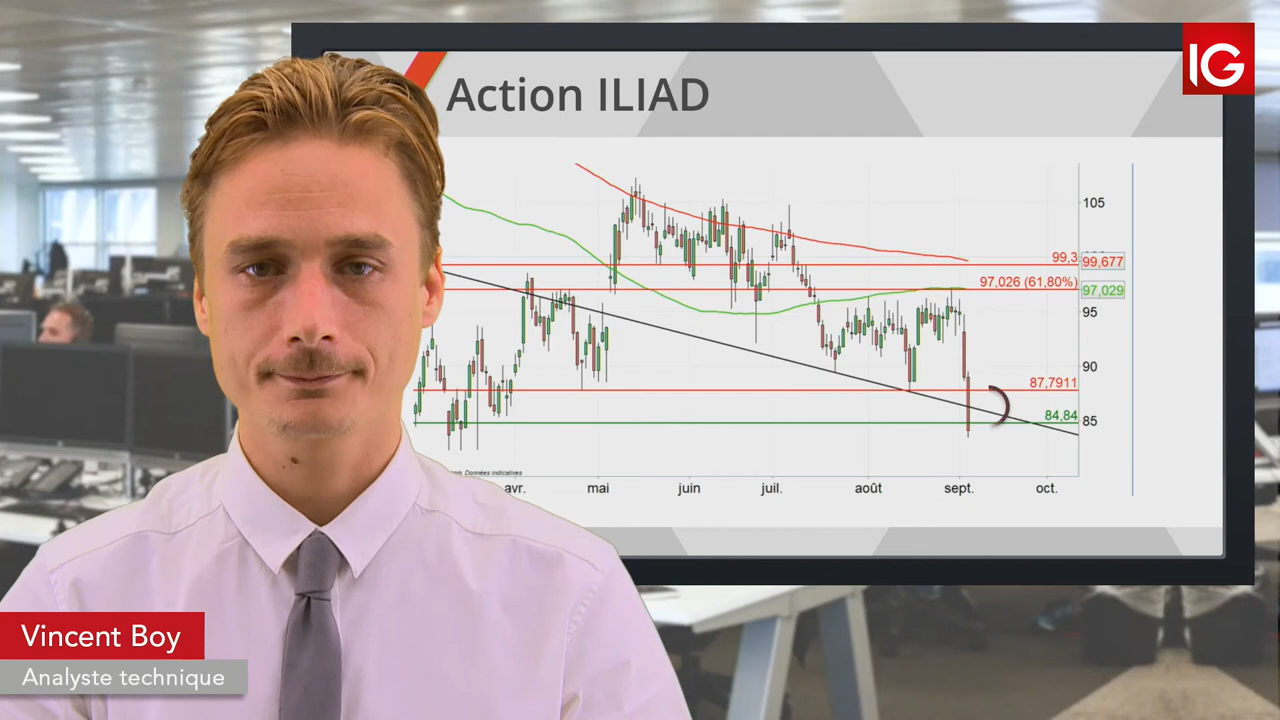 IG
Action ILIAD
105
99,3
99,677
97,026 (61,80%)
97,029
95
90
87,7911
84,84
85
com Données indicatives
avr.
mai
juin
juil.
août
sept.
oct.
Vincent Boy
Analyste technique